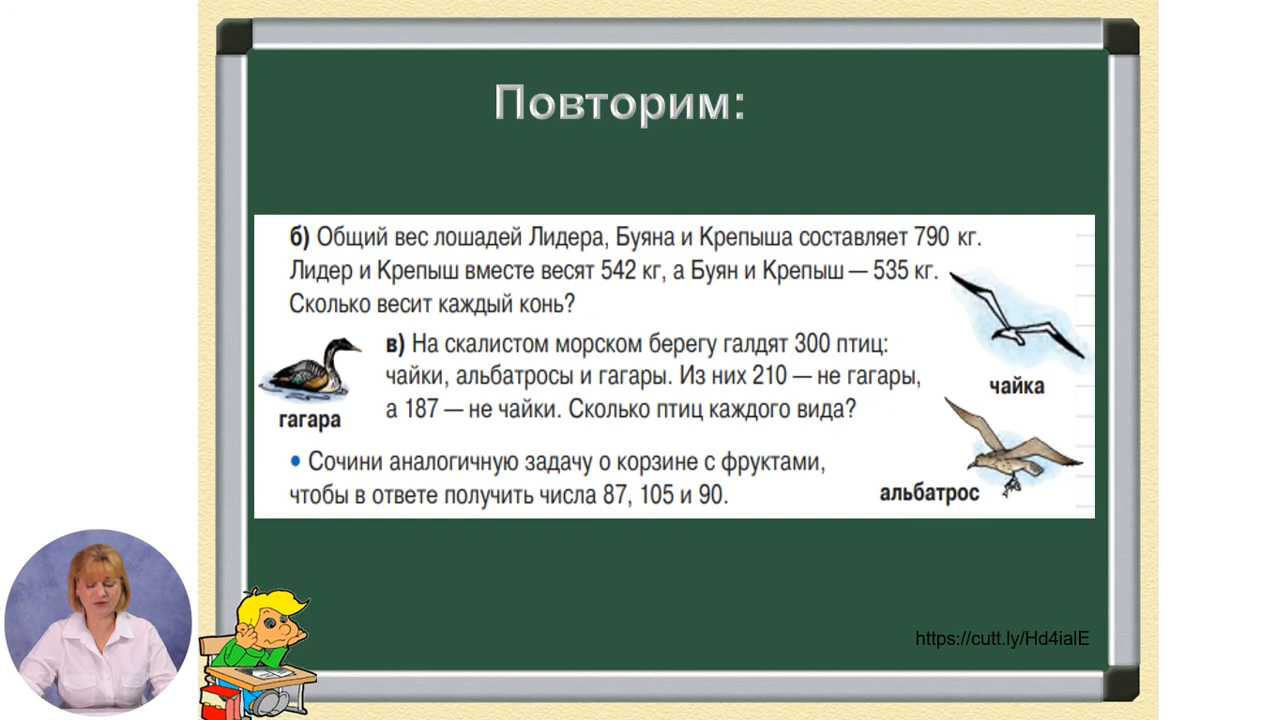 Повторим:
б) Общий вес лошадей Лидера, Буяна и Крепыша составляет 790 кг.
Лидер и Крепыш вместе весят 542 кг, а Буян и Крепыш — 535 кг.
Сколько весит каждый конь?
в) На скалистом морском берегу галдят 300 птиц:
чайки, альбатросы и гагары. Из них 210 — не гагары,
а 187 — не чайки. Сколько птиц каждого вида?
гагара
чайка
• Сочини аналогичную задачу о корзине с фруктами,
чтобы в ответе получить числа 87, 105 и 90.
альбатрос
https://cutt.ly/Hd4ialE